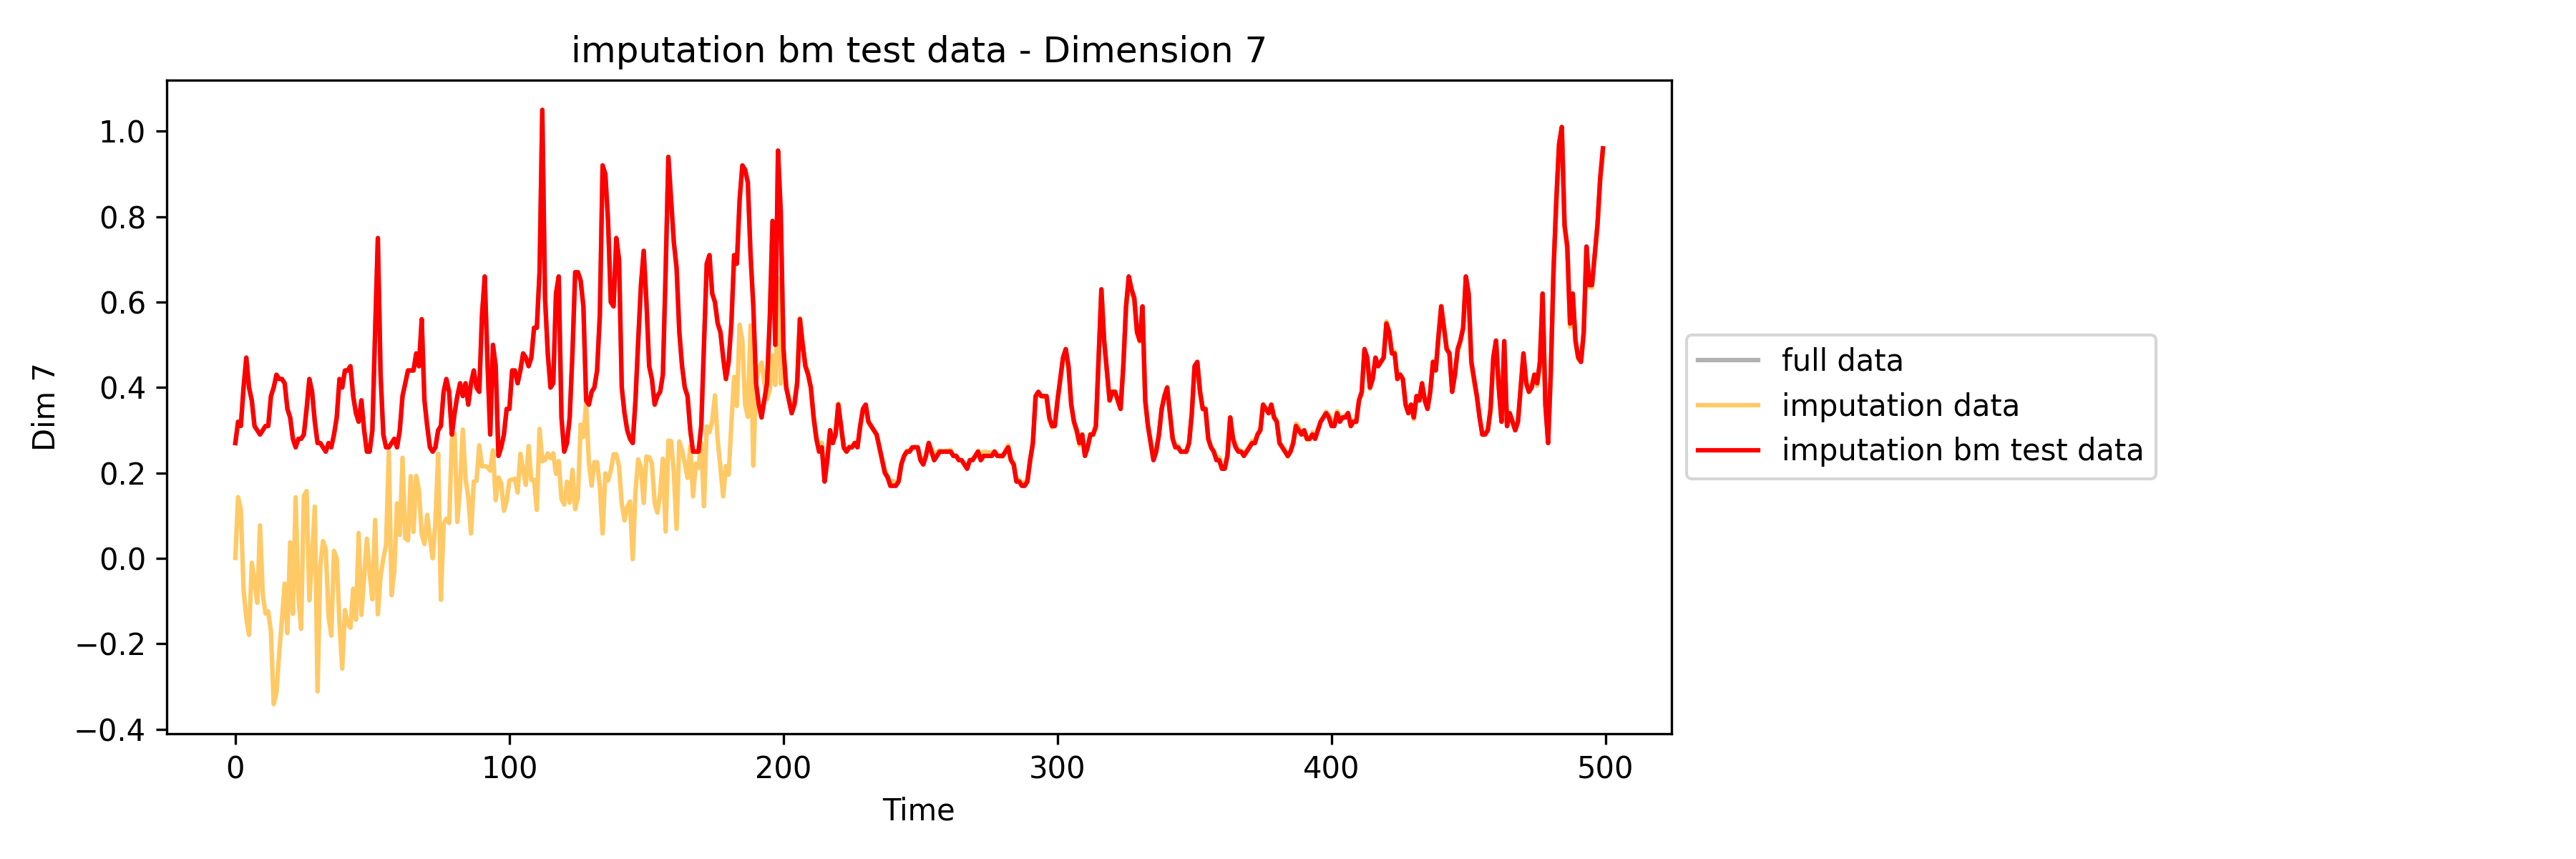 imputation bm test data - Dimension 7
1.0
0.8
0.6
0.4
0.2
0.0
−0.2
−0.4
Dim 7
0 100 200 300 400 500
Time
full data
imputation data
imputation bm test data